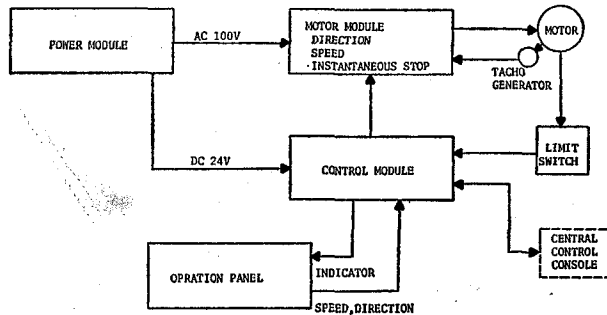 POWER MODULE
AC 100V
MOTOR MODULE
DIRECTION
SPEED
·INSTANTANEOUS STOP
MOTOR
TACHO
GENERATOR
LIMIT
SWITCH
DC 24V
CONTROL MODULE
CENTRAL
CONTROL
CONSOLE
OPRATION PANEL
INDICATOR
SPEED,DIRECTION